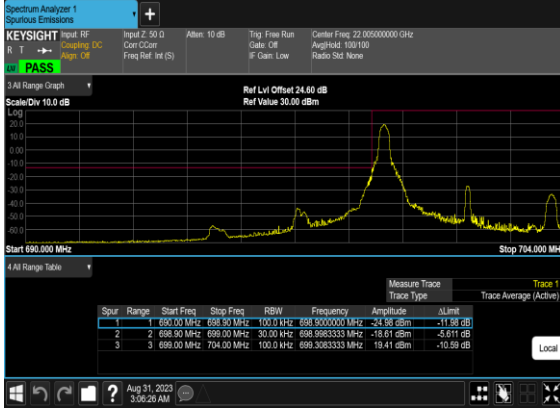 Spectrum Analyzer 1
Spurious Emissions
+
KEYSIGHT Input: RF Input Z: 50 Ω Atten: 10 dB Trig: Free Run Center Freq: 22.005000000 GHz
R T Coupling: DC Corr CCorr Gate: Off Avg|Hold: 100/100
Align: Off Freq Ref: Int (S) IF Gain: Low Radio Std: None
PASS
3.All Range Graph
Ref Lvl Offset 24.60 dB
Scale/Div 10.0 dB Ref Value 30.00 dBm
Log
20.0
10.0
0.00
-10.0
-20.0
-30.0
-40.0
-50.0
-60.0
Start 690.000 MHz Stop 704.000 MH
4.All Range Table
Measure Trace Trace 1
Trace Type Trace Average (Active)
Spur Range Start Freq Stop Freq RBW Frequency Amplitude ΔLimit
1 1 690.00 MHz 698.90 MHz 100.0 kHz 698.9000000 MHz -24.98 dBm -11.98 dB
2 2 698.90 MHz 699.00 MHz 30.00 kHz 698.9983333 MHz -18.61 dBm -5.611 dB
3 3 699.00 MHz 704.00 MHz 100.0 kHz 699.3083333 MHz 19.41 dBm -10.59 dB
Local
? Aug 31, 2023
3:06:26 AM